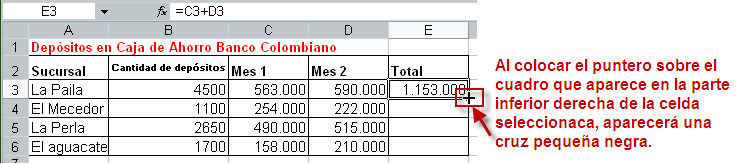 E3 fx =C3+D3
A B C D E
1 Depósitos en Caja de Ahorro Banco Colombiano
2 Sucursal Cantidad de depósitos Mes 1 Mes 2 Total
3 La Paila 4500 563.000 590.000 1.153.000
4 El Mecedor 1100 254.000 222.000
5 La Perla 2650 490.000 515.000
6 El aguacate 1700 158.000 210.000
Al colocar el puntero sobre el
cuadro que aparece en la parte
inferior derecha de la celda
seleccionaca, aparecerá una
cruz pequeña negra.